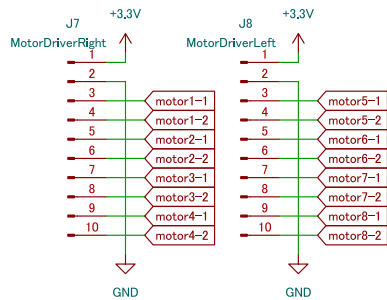 J7
+3.3V
MotorDriverRight
1
2
3
4
5
6
7
8
9
10
motor1-1
motor1-2
motor2-1
motor2-2
motor3-1
motor3-2
motor4-1
motor4-2
GND
J8
+3.3V
MotorDriverLeft
1
2
3
4
5
6
7
8
9
10
motor5-1
motor5-2
motor6-1
motor6-2
motor7-1
motor7-2
motor8-1
motor8-2
GND